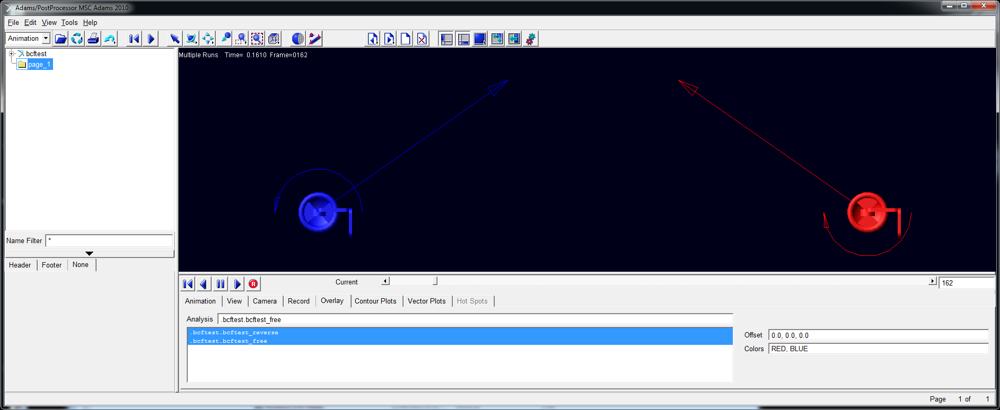 Adams/PostProcessor MSC Adams 2010
File Edit View Tools Help
Animation
bcftest
page_1
Multiple Runs Time= 0.1610 Frame=0162
Name Filter *
Header Footer None
Current 162
R
Animation View Camera Record Overlay Contour Plots Vector Plots Hot Spots
Analysis .bcftest.bcftest_free
.bcftest.bcftest_reverse
.bcftest.bcftest_free
Offset 0.0, 0.0, 0.0
Colors RED, BLUE
Page 1 of 1